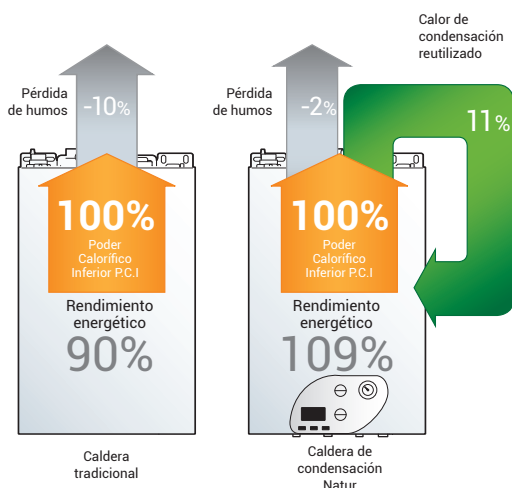 Calor de
condensación
reutilizado
Pérdida
de humos
-10%
Pérdida
de humos
-2%
11%
100%
Poder
Calorífico
Inferior P.C.I
Rendimiento
energético
90%
100%
Poder
Calorífico
Inferior P.C.I
Rendimiento
energético
109%
Caldera
tradicional
Caldera de
condensación
Natur